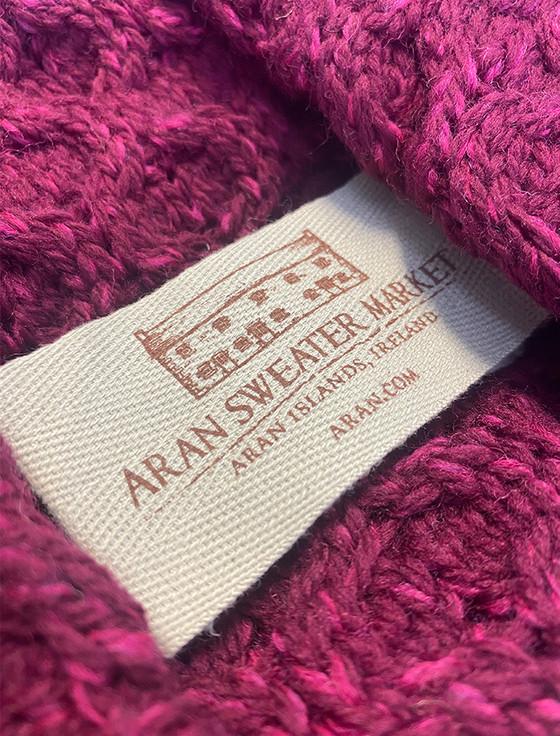 ARAN SWEATER MARKET
ARAN ISLANDS, IRELAND
ARAN.COM